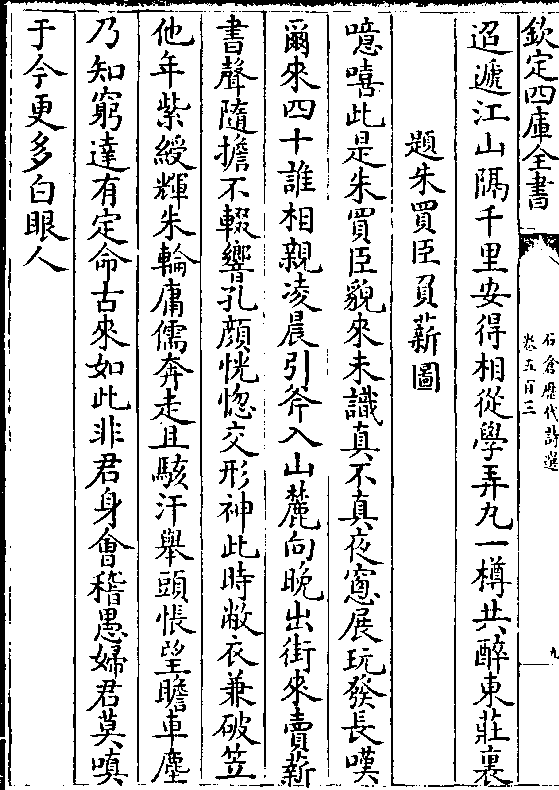 欽定四庫全書
石倉歷代詩選
卷五百三
九
迢遞江山隔千里安得相從學弄丸一樽共醉東莊裏
題朱買臣負薪圖
噫嘻此是朱買臣貌來未識真不真夜窻展玩發長嘆
爾來四十誰相親凌晨引斧入山麓向晚出街來賣薪
書聲隨擔不輟響孔顔恍惚交形神此時敝衣兼破笠
他年紫綬輝朱輪庸儒奔走且駭汗舉頭悵望瞻車塵
乃知窮達有定命古來如此非君身會稽愚婦君莫嗔
于今更多白眼人